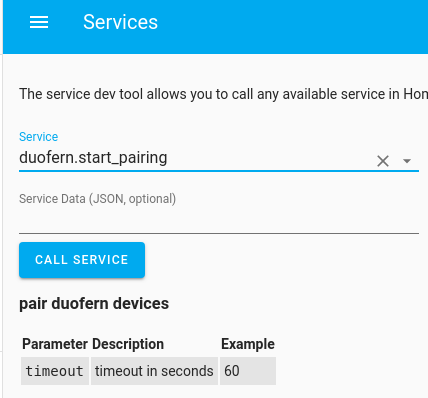 Services
The service dev tool allows you to call any available service in Hom
Service
duofern.start_pairing
Service Data (JSON, optional)
CALL SERVICE
pair duofern devices
Parameter Description Example
timeout timeout in seconds 60